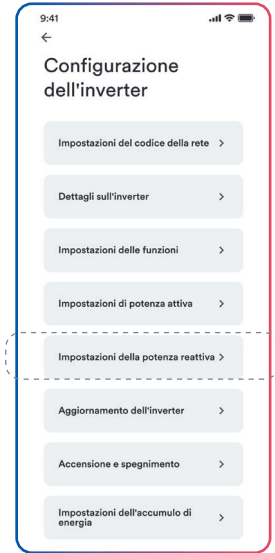 9:41
Configurazione
dell'inverter
Impostazioni del codice della rete
Dettagli sull'inverter
Impostazioni delle funzioni
Impostazioni di potenza attiva
Impostazioni della potenza reattiva
Aggiornamento dell'inverter
Accensione e spegnimento
Impostazioni dell'accumulo di
energia